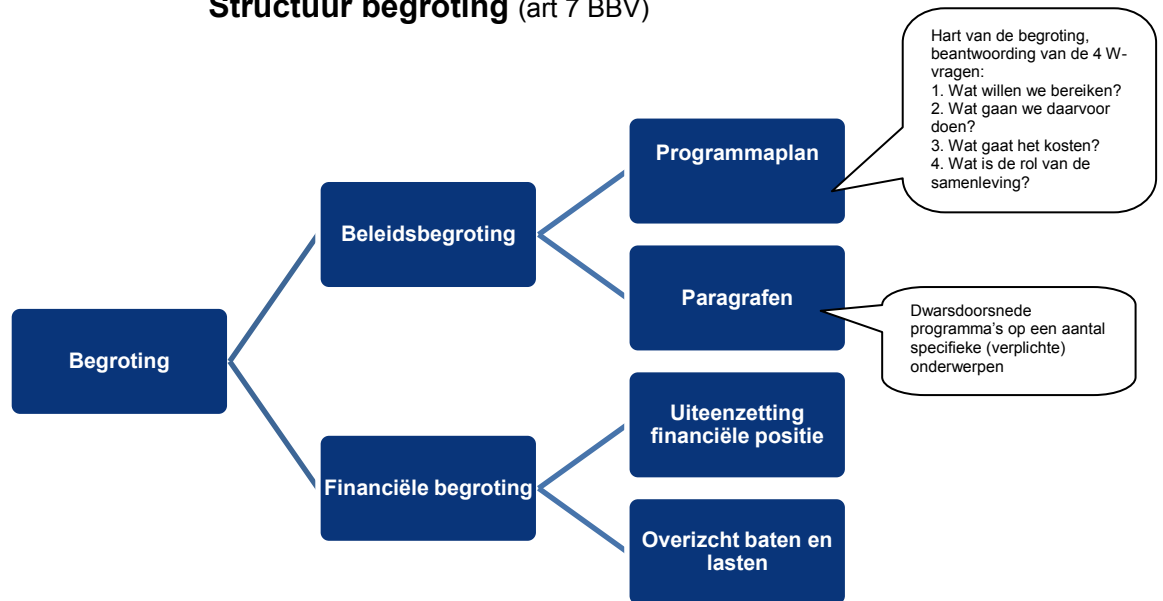 Structuur begroting (art 7 BBV)
Hart van de begroting,
beantwoording van de 4 W-
vragen:
1. Wat willen we bereiken?
2. Wat gaan we daarvoor
doen?
3. Wat gaat het kosten?
4. Wat is de rol van de
samenleving?
Programmaplan
Beleidsbegroting
Paragrafen
Dwarsdoorsnede
programma's op een aantal
specifieke (verplichte)
onderwerpen
Begroting
Uiteenzetting
financiële positie
Financiële begroting
Overizcht baten en
lasten